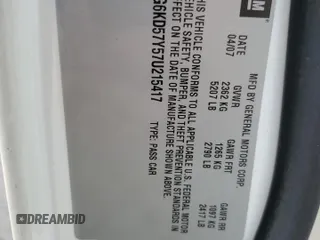 GM
MFD BY GENERAL MOTORS CORP.
DATE GVWR GAWR FRT GAWR RR
04/07 2362 KG 1265 KG 1097 KG
5207 LB 2790 LB 2417 LB
THIS VEHICLE CONFORMS TO ALL APPLICABLE U.S. FEDERAL MOTOR
VEHICLE SAFETY, BUMPER, AND THEFT PREVENTION STANDARDS IN
EFFECT ON THE DATE OF MANUFACTURE SHOWN ABOVE.
G6KD57Y57U215417 TYPE: PASS CAR
DREAMBID